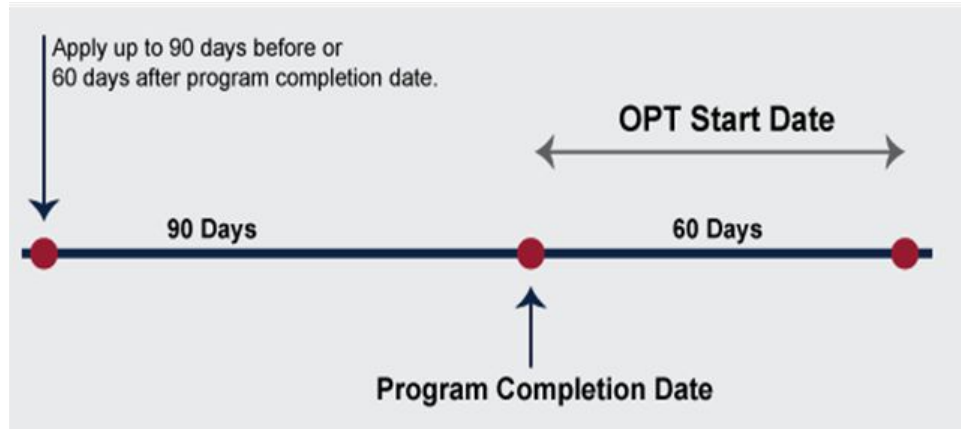 Apply up to 90 days before or
60 days after program completion date.
OPT Start Date
90 Days
60 Days
Program Completion Date